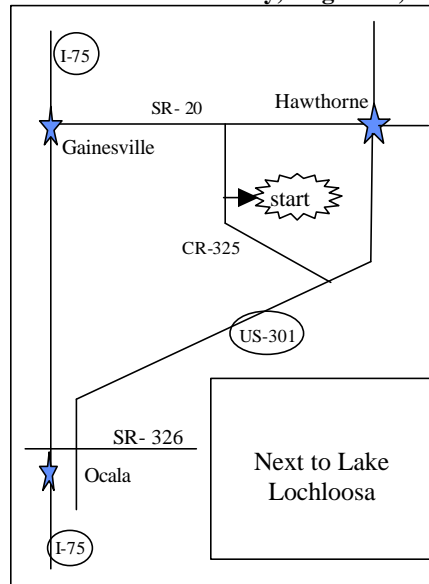 I-75
SR- 20
Hawthorne
Gainesville
start
CR-325
US-301
SR- 326
Ocala
Next to Lake
Lochloosa
I-75